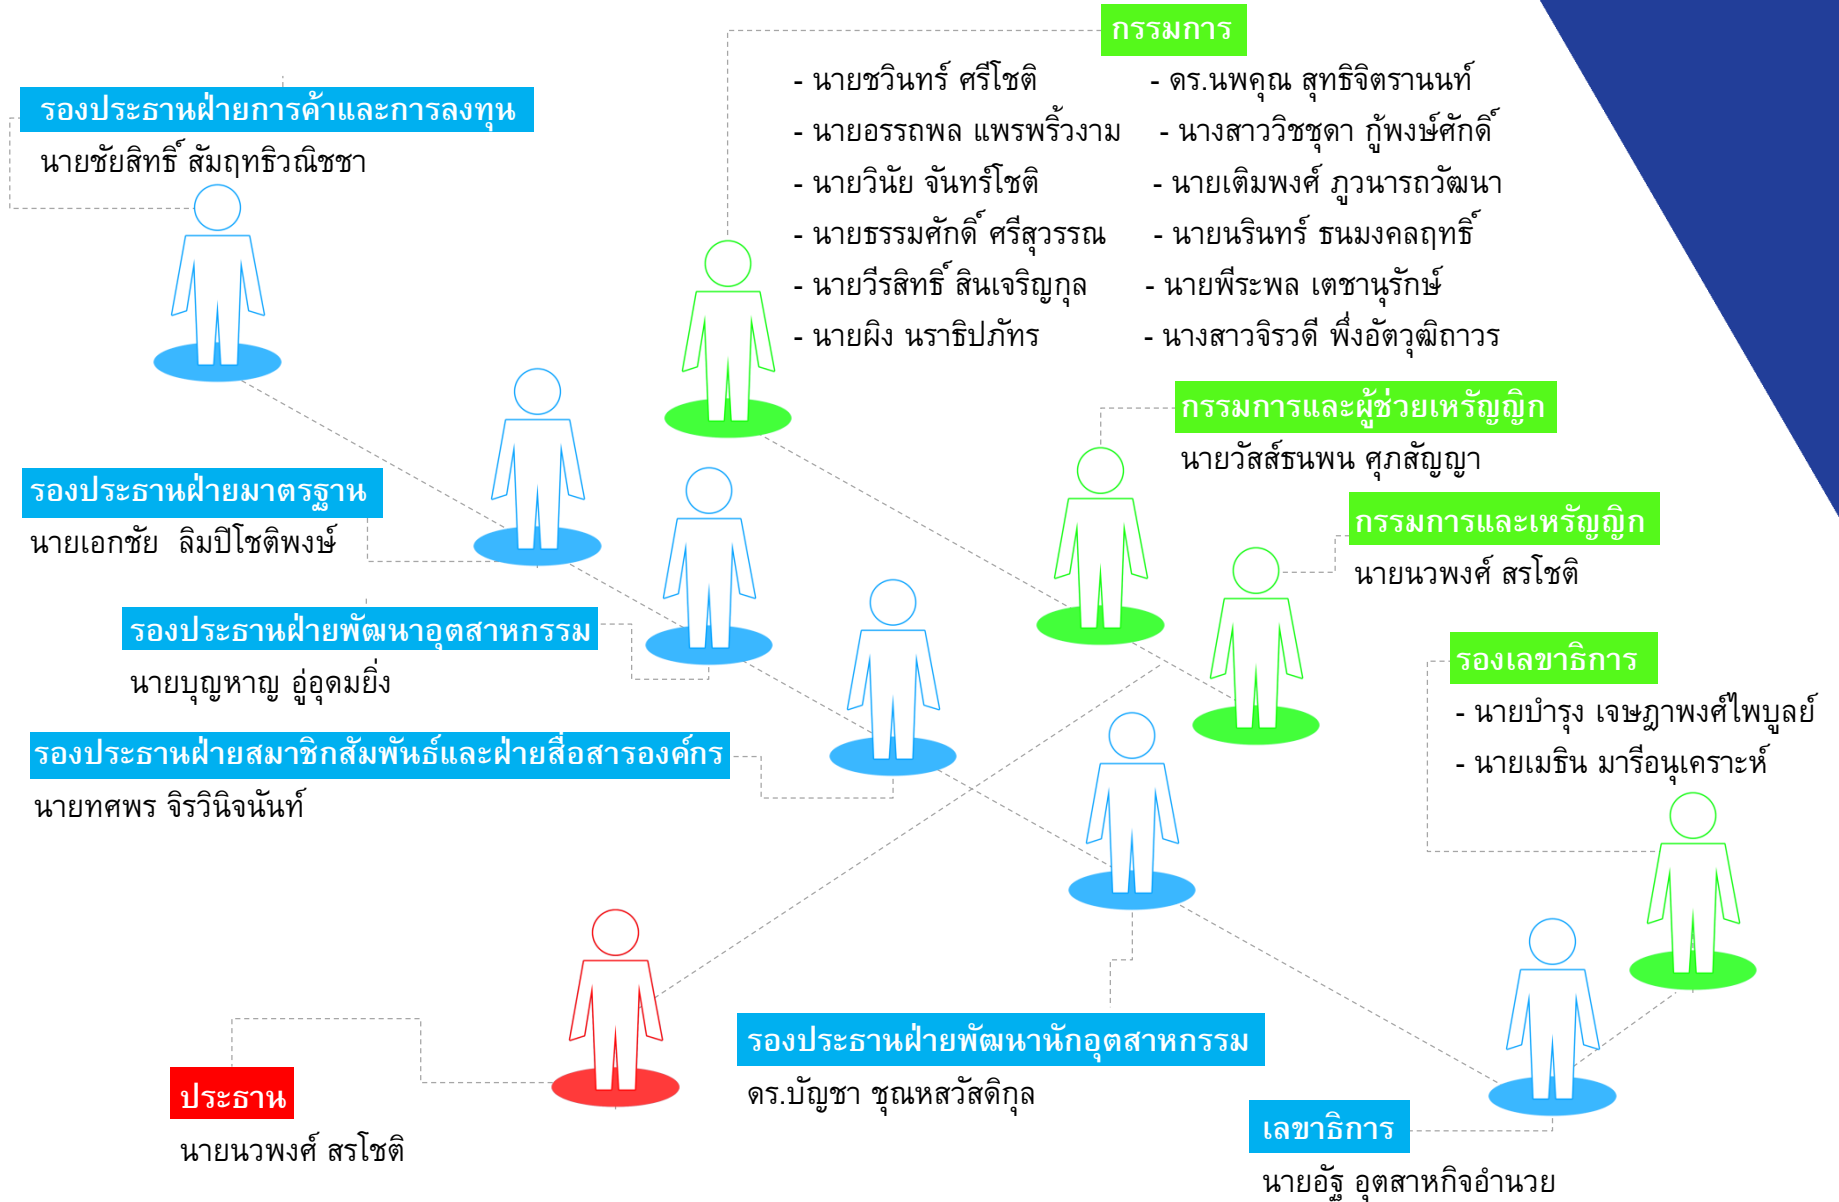 กรรมการ
- นายชวินทร์ ศรีโชติ - ดร.นพคุณ สุทธิจิตรานนท์
- นายอรรถพล แพรพริ้วงาม - นางสาววิชชุดา กู้พงษ์ศักดิ์
- นายวินัย จันทร์โชติ - นายเติมพงศ์ ภูวนารถวัฒนา
- นายธรรมศักดิ์ ศรีสุวรรณ - นายนรินทร์ ธนมงคลฤทธิ์
- นายวีรสิทธิ์ สินเจริญกุล - นายพีระพล เตชานุรักษ์
- นายผิง นราธิปภัทร - นางสาวจิรวดี พึ่งอัตวุฒิถาวร
รองประธานฝ่ายการค้าและการลงทุน
นายชัยสิทธิ์ สัมฤทธิวณิชชา
กรรมการและผู้ช่วยเหรัญญิก
นายวัสส์ธนพน ศุภสัญญา
รองประธานฝ่ายมาตรฐาน
นายเอกชัย ลิมปิโชติพงษ์
กรรมการและเหรัญญิก
นายนวพงศ์ สรโชติ
รองประธานฝ่ายพัฒนาอุตสาหกรรม
นายบุญหาญ อู่อุดมยิ่ง
รองเลขาธิการ
- นายบำรุง เจษฎาพงศ์ไพบูลย์
- นายเมธิน มารีอนุเคราะห์
รองประธานฝ่ายสมาชิกสัมพันธ์และฝ่ายสื่อสารองค์กร
นายทศพร จิรวินิจนันท์
รองประธานฝ่ายพัฒนานักอุตสาหกรรม
ดร.บัญชา ชุณหสวัสดิกุล
ประธาน
นายนวพงศ์ สรโชติ
เลขาธิการ
นายอัฐ อุตสาหกิจอำนวย